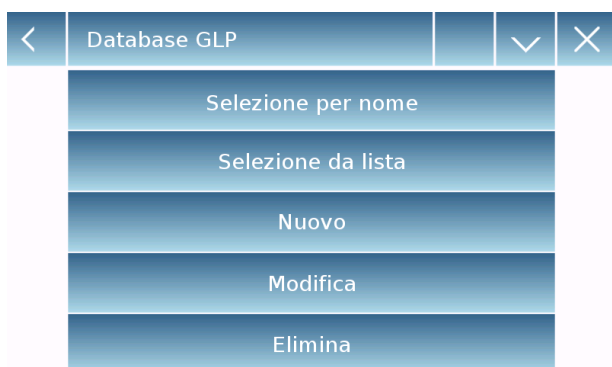 Database GLP
Selezione per nome
Selezione da lista
Nuovo
Modifica
Elimina